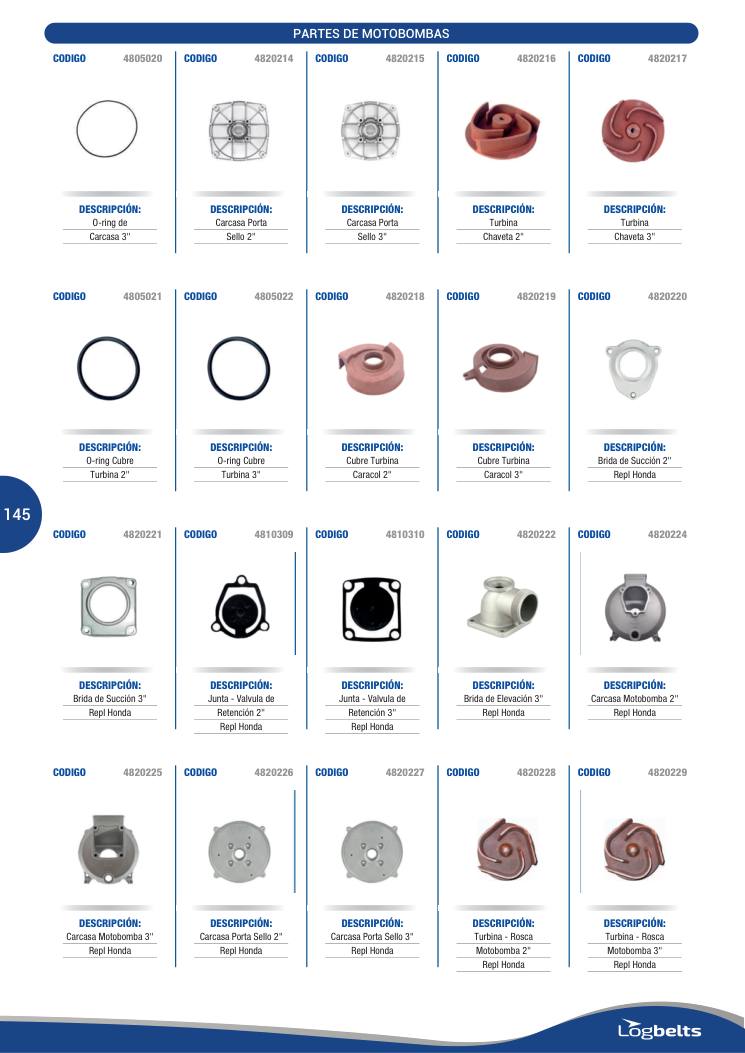 PARTES DE MOTOBOMBAS
CODIGO 4805020
DESCRIPCIÓN:
O-ring de
Carcasa 3"
CODIGO 4820214
DESCRIPCIÓN:
Carcasa Porta
Sello 2"
CODIGO 4820215
DESCRIPCIÓN:
Carcasa Porta
Sello 3"
CODIGO 4820216
DESCRIPCIÓN:
Turbina
Chaveta 2"
CODIGO 4820217
DESCRIPCIÓN:
Turbina
Chaveta 3"
CODIGO 4805021
DESCRIPCIÓN:
O-ring Cubre
Turbina 2"
CODIGO 4805022
DESCRIPCIÓN:
O-ring Cubre
Turbina 3"
CODIGO 4820218
DESCRIPCIÓN:
Cubre Turbina
Caracol 2"
CODIGO 4820219
DESCRIPCIÓN:
Cubre Turbina
Caracol 3"
CODIGO 4820220
DESCRIPCIÓN:
Brida de Succión 2"
Repl Honda
145
CODIGO 4820221
DESCRIPCIÓN:
Brida de Succión 3"
Repl Honda
CODIGO 4810309
DESCRIPCIÓN:
Junta - Valvula de
Retención 2"
Repl Honda
CODIGO 4810310
DESCRIPCIÓN:
Junta - Valvula de
Retención 3"
Repl Honda
CODIGO 4820222
DESCRIPCIÓN:
Brida de Elevación 3"
Repl Honda
CODIGO 4820224
DESCRIPCIÓN:
Carcasa Motobomba 2"
Repl Honda
CODIGO 4820225
DESCRIPCIÓN:
Carcasa Motobomba 3"
Repl Honda
CODIGO 4820226
DESCRIPCIÓN:
Carcasa Porta Sello 2"
Repl Honda
CODIGO 4820227
DESCRIPCIÓN:
Carcasa Porta Sello 3"
Repl Honda
CODIGO 4820228
DESCRIPCIÓN:
Turbina - Rosca
Motobomba 2"
Repl Honda
CODIGO 4820229
DESCRIPCIÓN:
Turbina - Rosca
Motobomba 3"
Repl Honda
Logbelts